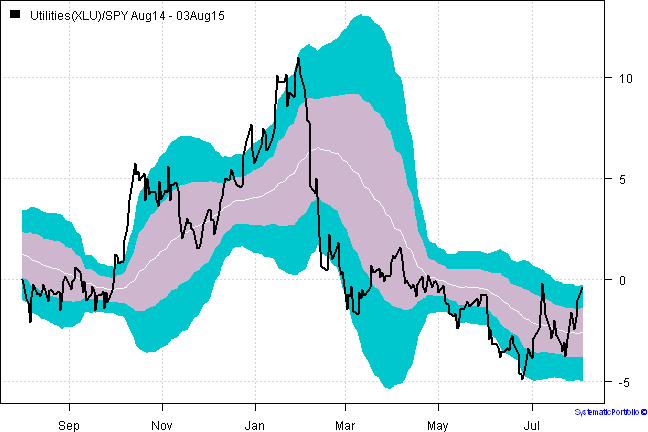 Utilities(XLU)/SPY Aug14 - 03Aug15
10
5
0
-5
Sep Nov Jan Mar May Jul
SystematicPortfolio ©